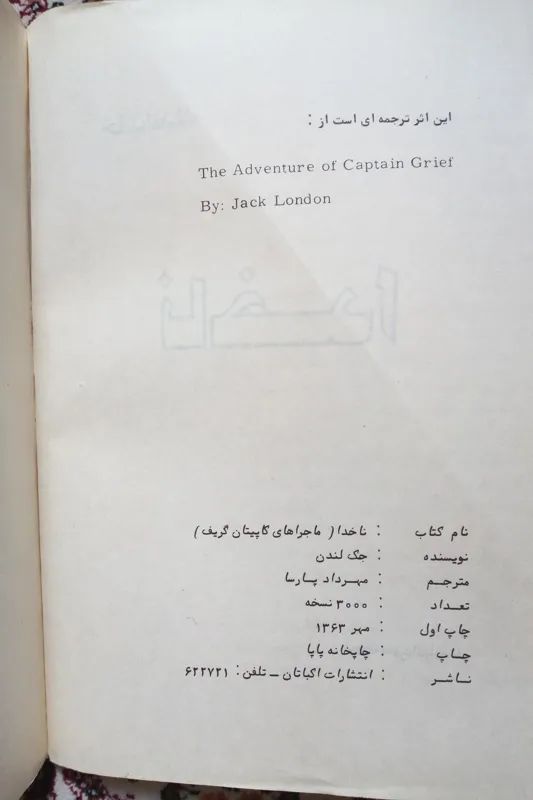 این اثر ترجمه ای است از :
The Adventure of Captain Grief
By: Jack London
نام کتاب : ناخدا ( ماجراهای کاپیتان گریف )
نویسنده : جک لندن
مترجم : مهرداد پارسا
تعداد : ۳۰۰۰ نسخه
چاپ اول : مهر ۱۳۶۳
چاپ : چاپخانه پاپا
ناشر : انتشارات اکباتان - تلفن : ۶۲۲۷۲۱